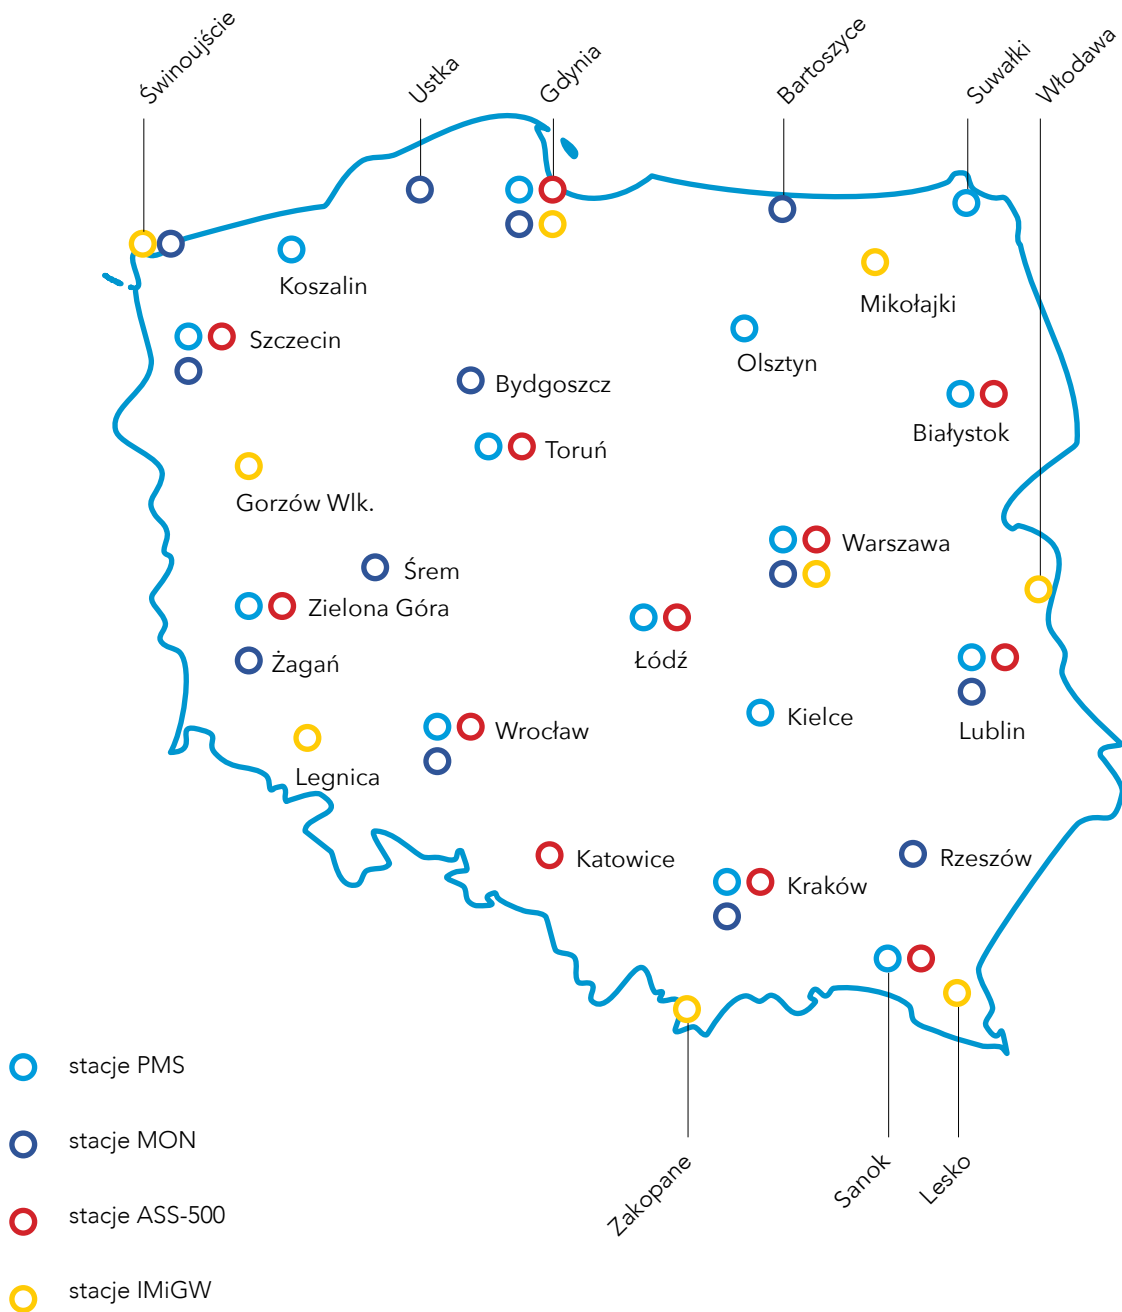 Świnoujście
Ustka
Gdynia
Bartoszyce
Suwałki
Włodawa
Koszalin
Mikołajki
Szczecin
Olsztyn
Bydgoszcz
Białystok
Toruń
Gorzów Wlk.
Warszawa
Śrem
Zielona Góra
Łódź
Żagań
Kielce
Wrocław
Lublin
Legnica
Katowice
Rzeszów
Kraków
stacje PMS
stacje MON
Zakopane
Sanok
Lesko
stacje ASS-500
stacje IMiGW